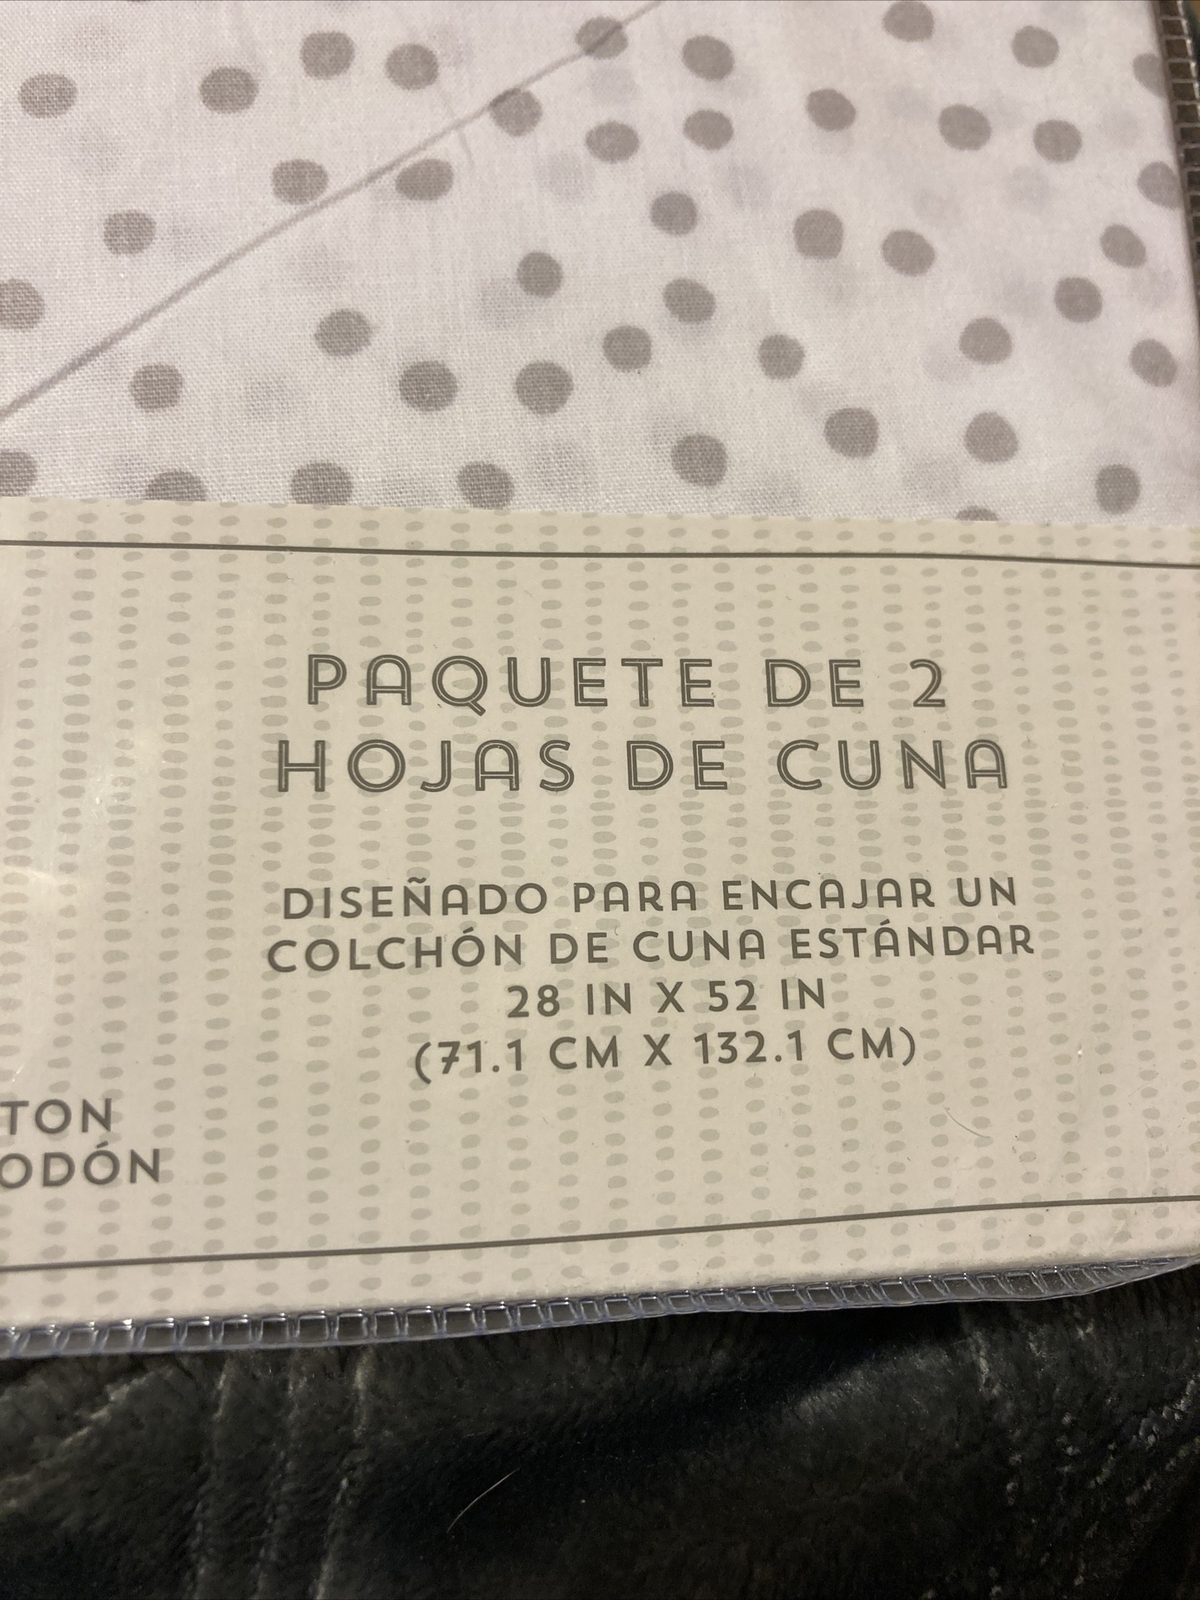 PAQUETE DE 2
HOJAS DE CUNA
DISEÑADO PARA ENCAJAR UN
COLCHÓN DE CUNA ESTÁNDAR
28 IN X 52 IN
(71.1 CM X 132.1 CM)
TON
ODÓN